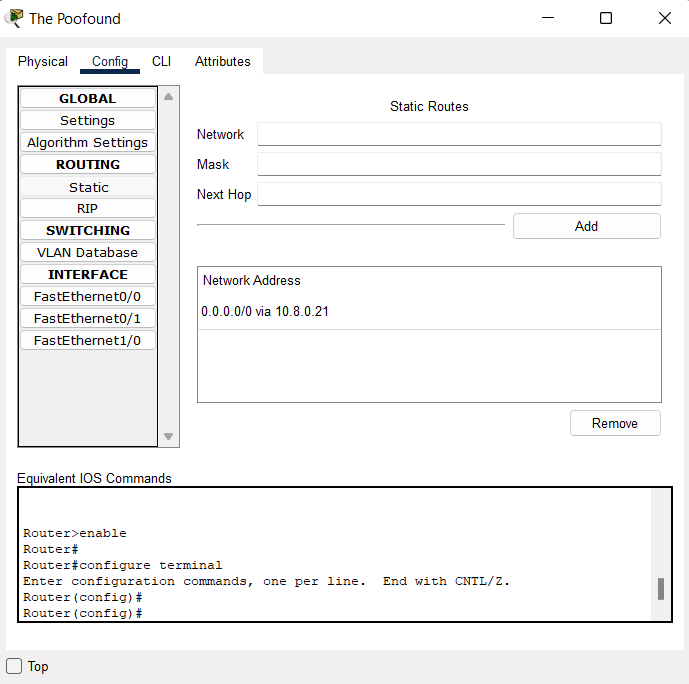 The Poofound
Physical Config CLI Attributes
GLOBAL
Settings
Algorithm Settings
ROUTING
Static
RIP
SWITCHING
VLAN Database
INTERFACE
FastEthernet0/0
FastEthernet0/1
FastEthernet1/0
Static Routes
Network
Mask
Next Hop
Add
Network Address
0.0.0.0/0 via 10.8.0.21
Remove
Equivalent IOS Commands
Router>enable
Router#
Router#configure terminal
Enter configuration commands, one per line.  End with CNTL/Z.
Router(config)#
Router(config)#
Top